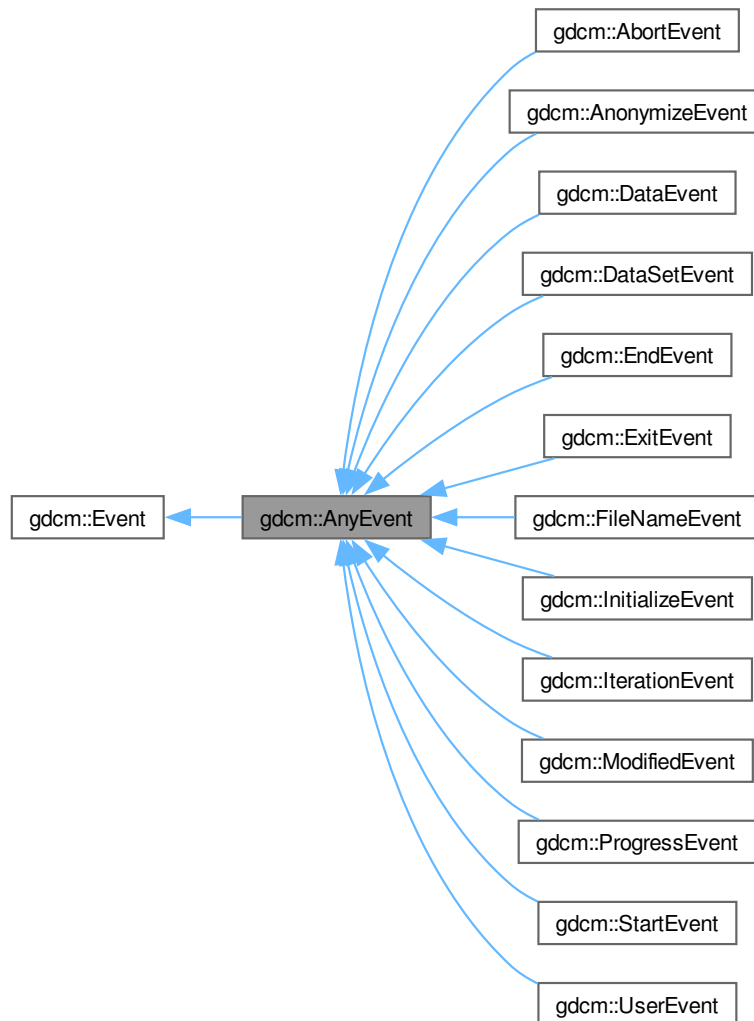 gdcm::AbortEvent
gdcm::AnonymizeEvent
gdcm::DataEvent
gdcm::DataSetEvent
gdcm::EndEvent
gdcm::ExitEvent
gdcm::Event
gdcm::AnyEvent
gdcm::FileNameEvent
gdcm::InitializeEvent
gdcm::IterationEvent
gdcm::ModifiedEvent
gdcm::ProgressEvent
gdcm::StartEvent
gdcm::UserEvent